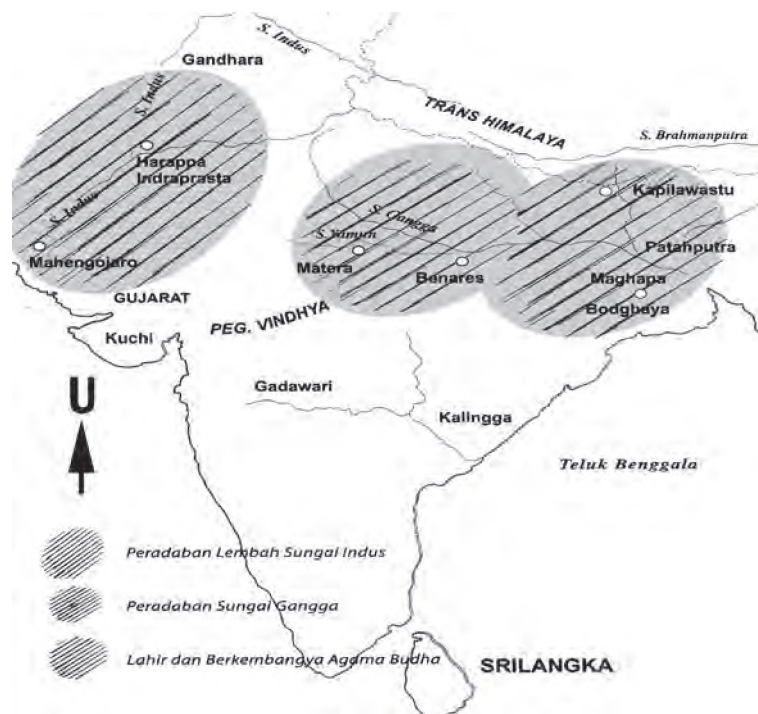 S. Indus
Gandhara
S. Indus
TRANS HIMALAYA
S. Brahmanputra
Harappa
Indraprasta
Kapilawastu
S. Indus
S. Gangga
S. Yamun
Patahputra
Mahengojaro
Matera
Benares
Maghapa
GUJARAT
Bodghaya
PEG. VINDHYA
Kuchi
U
Gadawari
Kalingga
Teluk Benggala
Peradaban Lembah Sungai Indus
Peradaban Sungai Gangga
Lahir dan Berkembangya Agama Budha
SRILANGKA